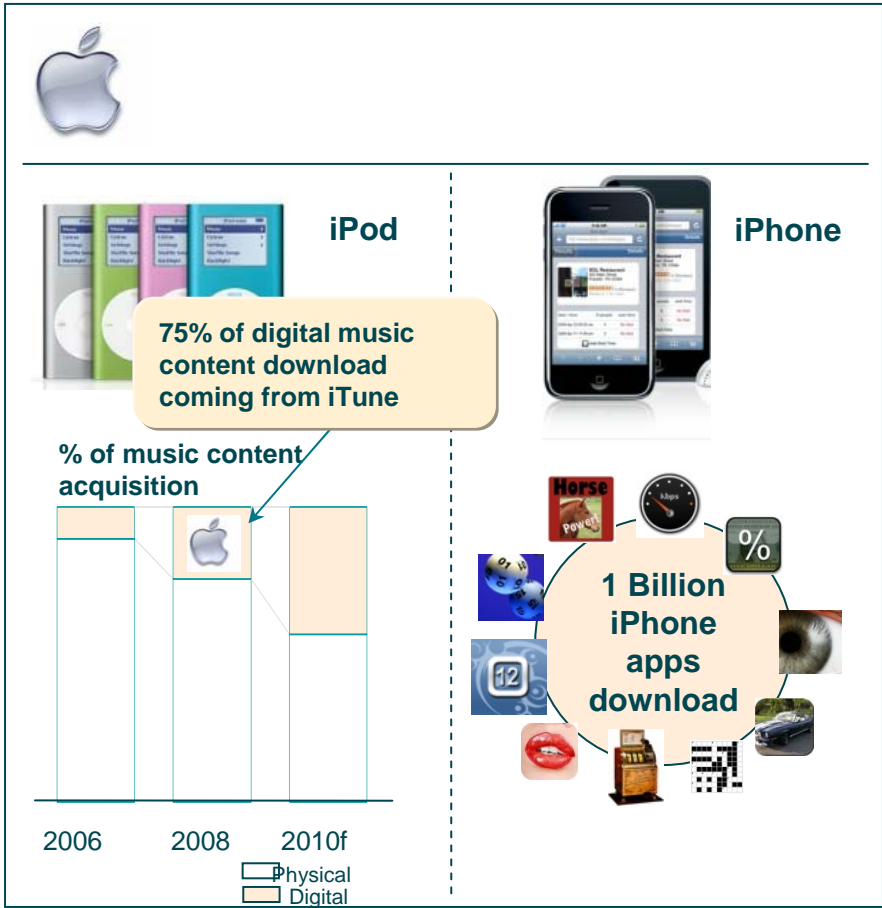 iPod
iPhone
75% of digital music
content download
coming from iTune
% of music content
acquisition
2006
2008
2010f
Physical
Digital
Horse
Power!
kbps
%
12
1 Billion
iPhone
apps
download